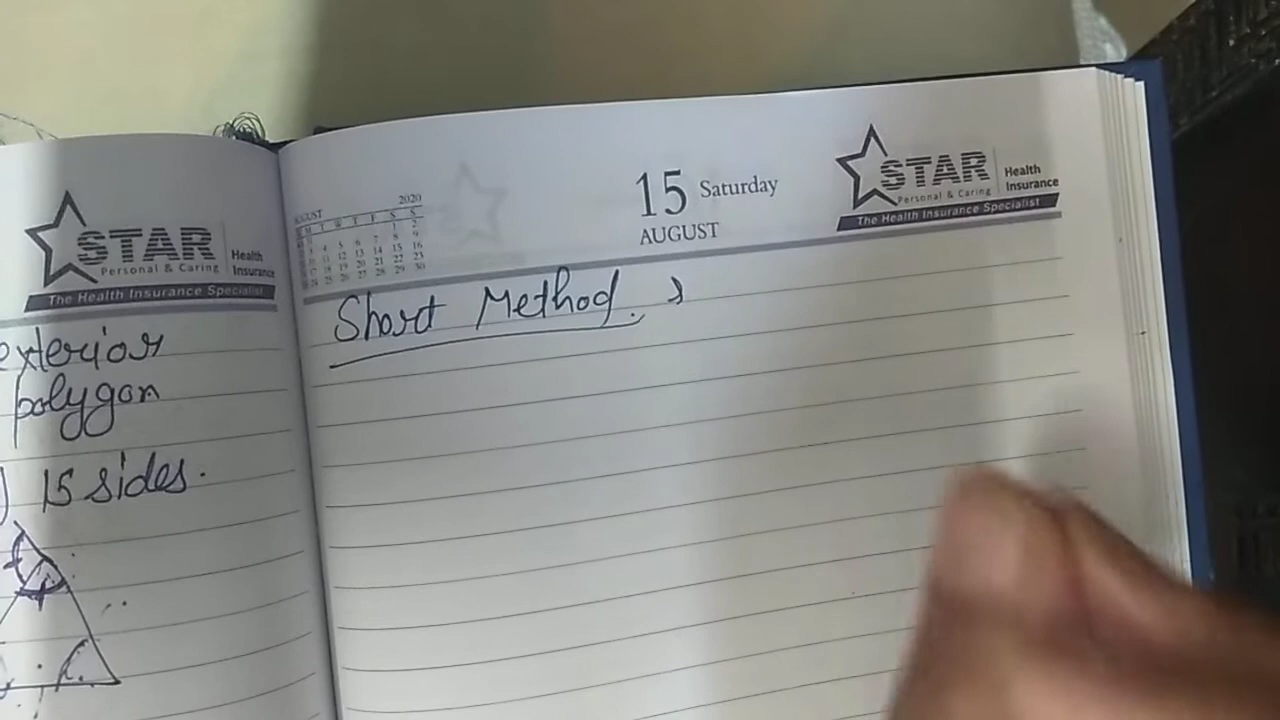 STAR
Health
Insurance
Personal & Caring
The Health Insurance Specialist
exterior
polygon
15 sides.
AUGUST 2020
15 Saturday
AUGUST
STAR
Health
Insurance
Personal & Caring
The Health Insurance Specialist
Short Method.